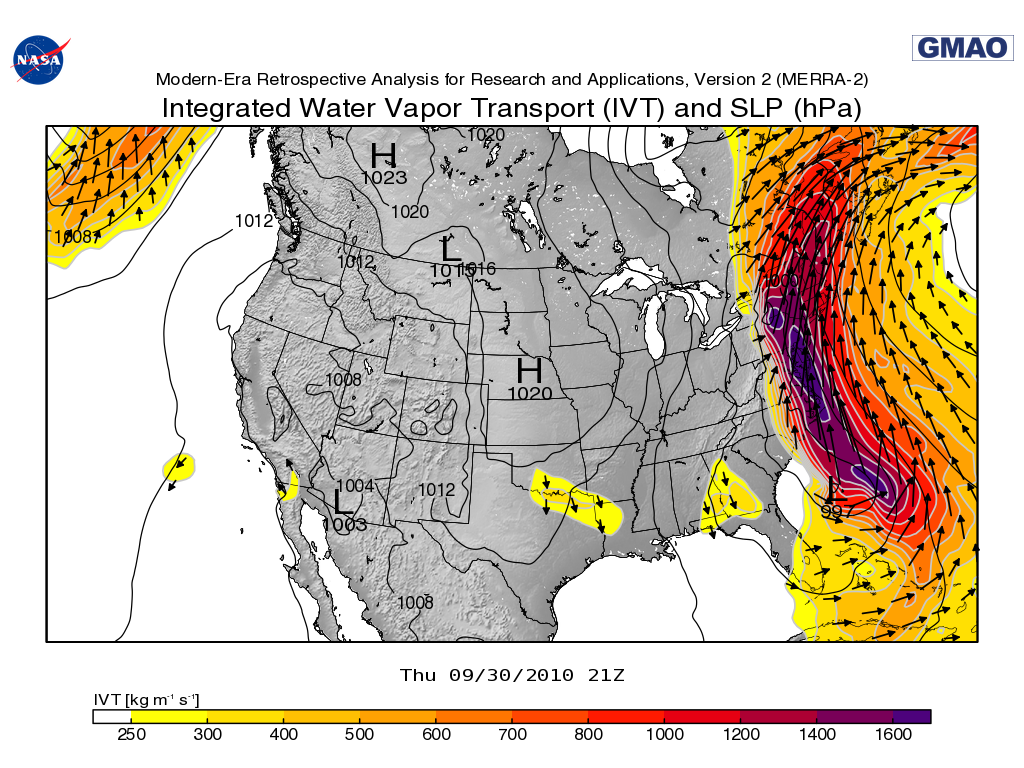 NASA
GMAO
Modern-Era Retrospective Analysis for Research and Applications, Version 2 (MERRA-2)
Integrated Water Vapor Transport (IVT) and SLP (hPa)
1020
H
1023
1020
1012
1008
L
1012
1016
1008
H
1020
1004
L
1003
1012
L
997
1008
Thu 09/30/2010 21Z
IVT [kg m⁻¹ s⁻¹]
250 300 400 500 600 700 800 1000 1200 1400 1600